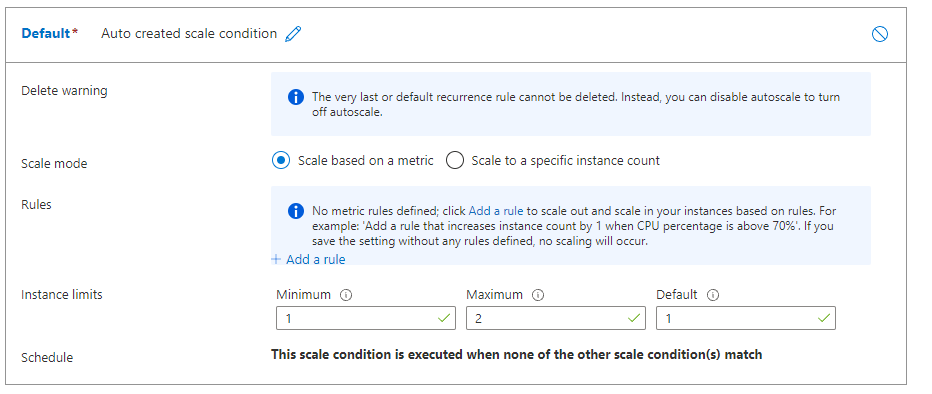 Default* Auto created scale condition
Delete warning
The very last or default recurrence rule cannot be deleted. Instead, you can disable autoscale to turn
off autoscale.
Scale mode
Scale based on a metric Scale to a specific instance count
Rules
No metric rules defined; click Add a rule to scale out and scale in your instances based on rules. For
example: 'Add a rule that increases instance count by 1 when CPU percentage is above 70%'. If you
save the setting without any rules defined, no scaling will occur.
+ Add a rule
Instance limits
Minimum Maximum Default
1 2 1
Schedule
This scale condition is executed when none of the other scale condition(s) match